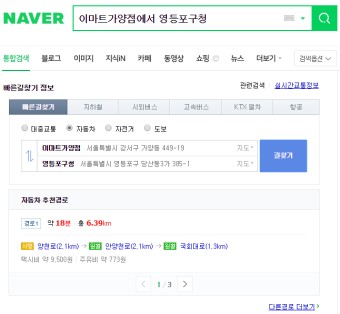 NAVER 이마트가양점에서 영등포구청
통합검색 블로그 이미지 지식iN 카페 동영상 쇼핑 뉴스 더보기 검색옵션
빠른길찾기 정보 관련검색 실시간교통정보
빠른길찾기 지하철 시외버스 고속버스 KTX·열차 항공
대중교통 자동차 자전거 도보
이마트가양점 서울특별시 강서구 가양동 449-19 지도
영등포구청 서울특별시 영등포구 당산동3가 385-1 지도
길찾기
자동차 추천경로
경로1 약 18분 총 6.39km
양천로(2.1km) → 안양천로(2.1km) → 국회대로(1.3km)
택시비 약 9,500원 주유비 약 773원
1 / 3
다른경로 더보기